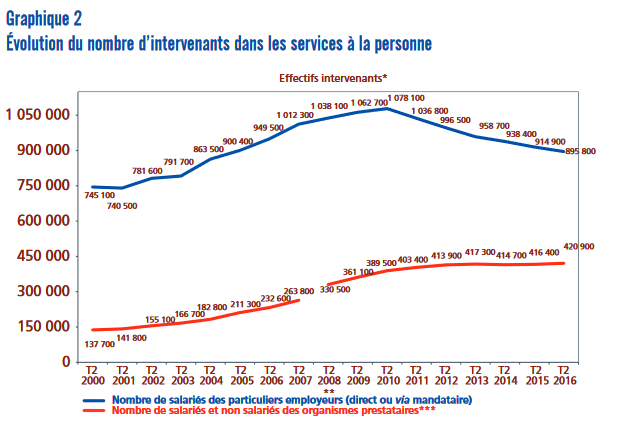 Graphique 2
Évolution du nombre d'intervenants dans les services à la personne
Effectifs intervenants*
1 050 000
900 000
750 000
600 000
450 000
300 000
150 000
0
745 100
740 500
781 600
791 700
863 500
900 400
949 500
1 012 300
1 038 100
1 062 700
1 078 100
1 036 800
996 500
958 700
938 400
914 900
895 800
137 700
141 800
155 100
166 700
182 800
211 300
232 600
263 800
330 500
361 100
389 500
403 400
413 900
417 300
414 700
416 400
420 900
T2 T2 T2 T2 T2 T2 T2 T2 T2 T2 T2 T2 T2 T2 T2 T2 T2
2000 2001 2002 2003 2004 2005 2006 2007 2008 2009 2010 2011 2012 2013 2014 2015 2016
**
Nombre de salariés des particuliers employeurs (direct ou via mandataire)
Nombre de salariés et non salariés des organismes prestataires***